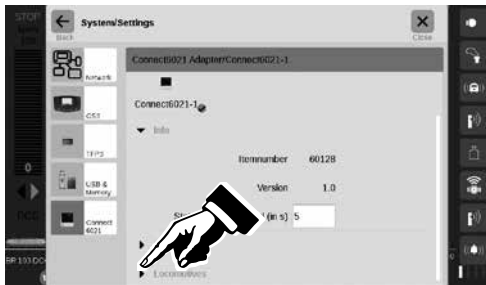 STOP
System/Settings
Back
Close
Connect6021 Adapter/Connect6021-1
Network
Connect6021-1
CS3
Info
TFP3
Itemnumber 60128
0
USB & Memory
Version 1.0
(in s) 5
Connect 6021
Locomotives
BR 103 DC